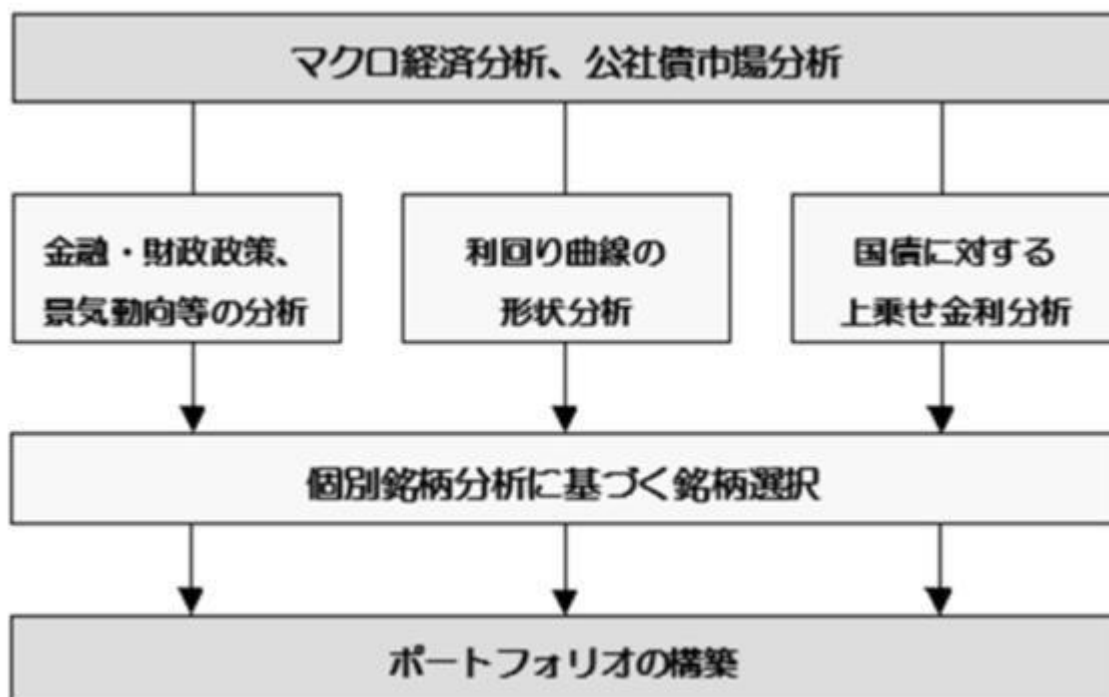 マクロ経済分析、公社債市場分析
金融・財政政策、
景気動向等の分析
利回り曲線の
形状分析
国債に対する
上乗せ金利分析
個別銘柄分析に基づく銘柄選択
ポートフォリオの構築